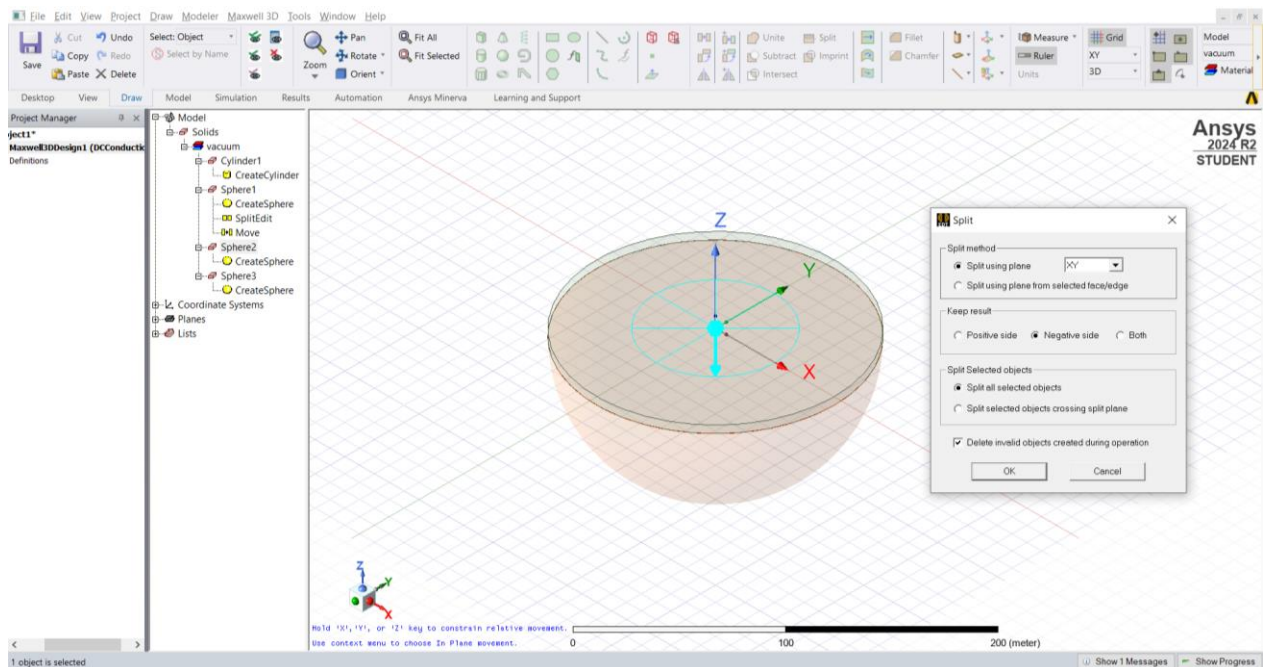 File Edit View Project Draw Modeler Maxwell 3D Tools Window Help
Save
Cut
Copy
Paste
Undo
Redo
Delete
Select: Object
Select by Name
Zoom
Pan
Rotate
Orient
Fit All
Fit Selected
Unite
Subtract
Intersect
Split
Imprint
Fillet
Chamfer
Measure
Ruler
Units
Grid
XY
3D
Model
vacuum
Material
Desktop View Draw Model Simulation Results Automation Ansys Minerva Learning and Support
Project Manager
ject1*
Maxwell3DDesign1 (DCConductic
Definitions
Model
Solids
vacuum
Cylinder1
CreateCylinder
Sphere1
CreateSphere
SplitEdit
Move
Sphere2
CreateSphere
Sphere3
CreateSphere
Coordinate Systems
Planes
Lists
Ansys
2024 R2
STUDENT
Z
Y
X
Split
Split method
Split using plane XY
Split using plane from selected face/edge
Keep result
Positive side Negative side Both
Split Selected objects
Split all selected objects
Split selected objects crossing split plane
Delete invalid objects created during operation
OK Cancel
Z
Y
X
Hold 'X','Y', or 'Z' key to constrain relative movement.
Use context menu to choose In Plane movement.
0 100 200 (meter)
1 object is selected
Show 1 Messages Show Progress